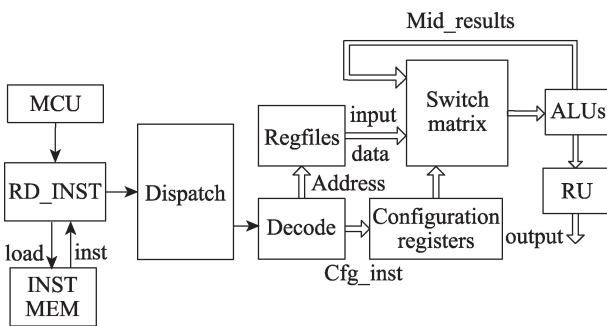 Mid_results
MCU
RD_INST
load
inst
INST
MEM
Dispatch
Regfiles
input
data
Address
Decode
Cfg_inst
Switch
matrix
Configuration
registers
ALUs
RU
output